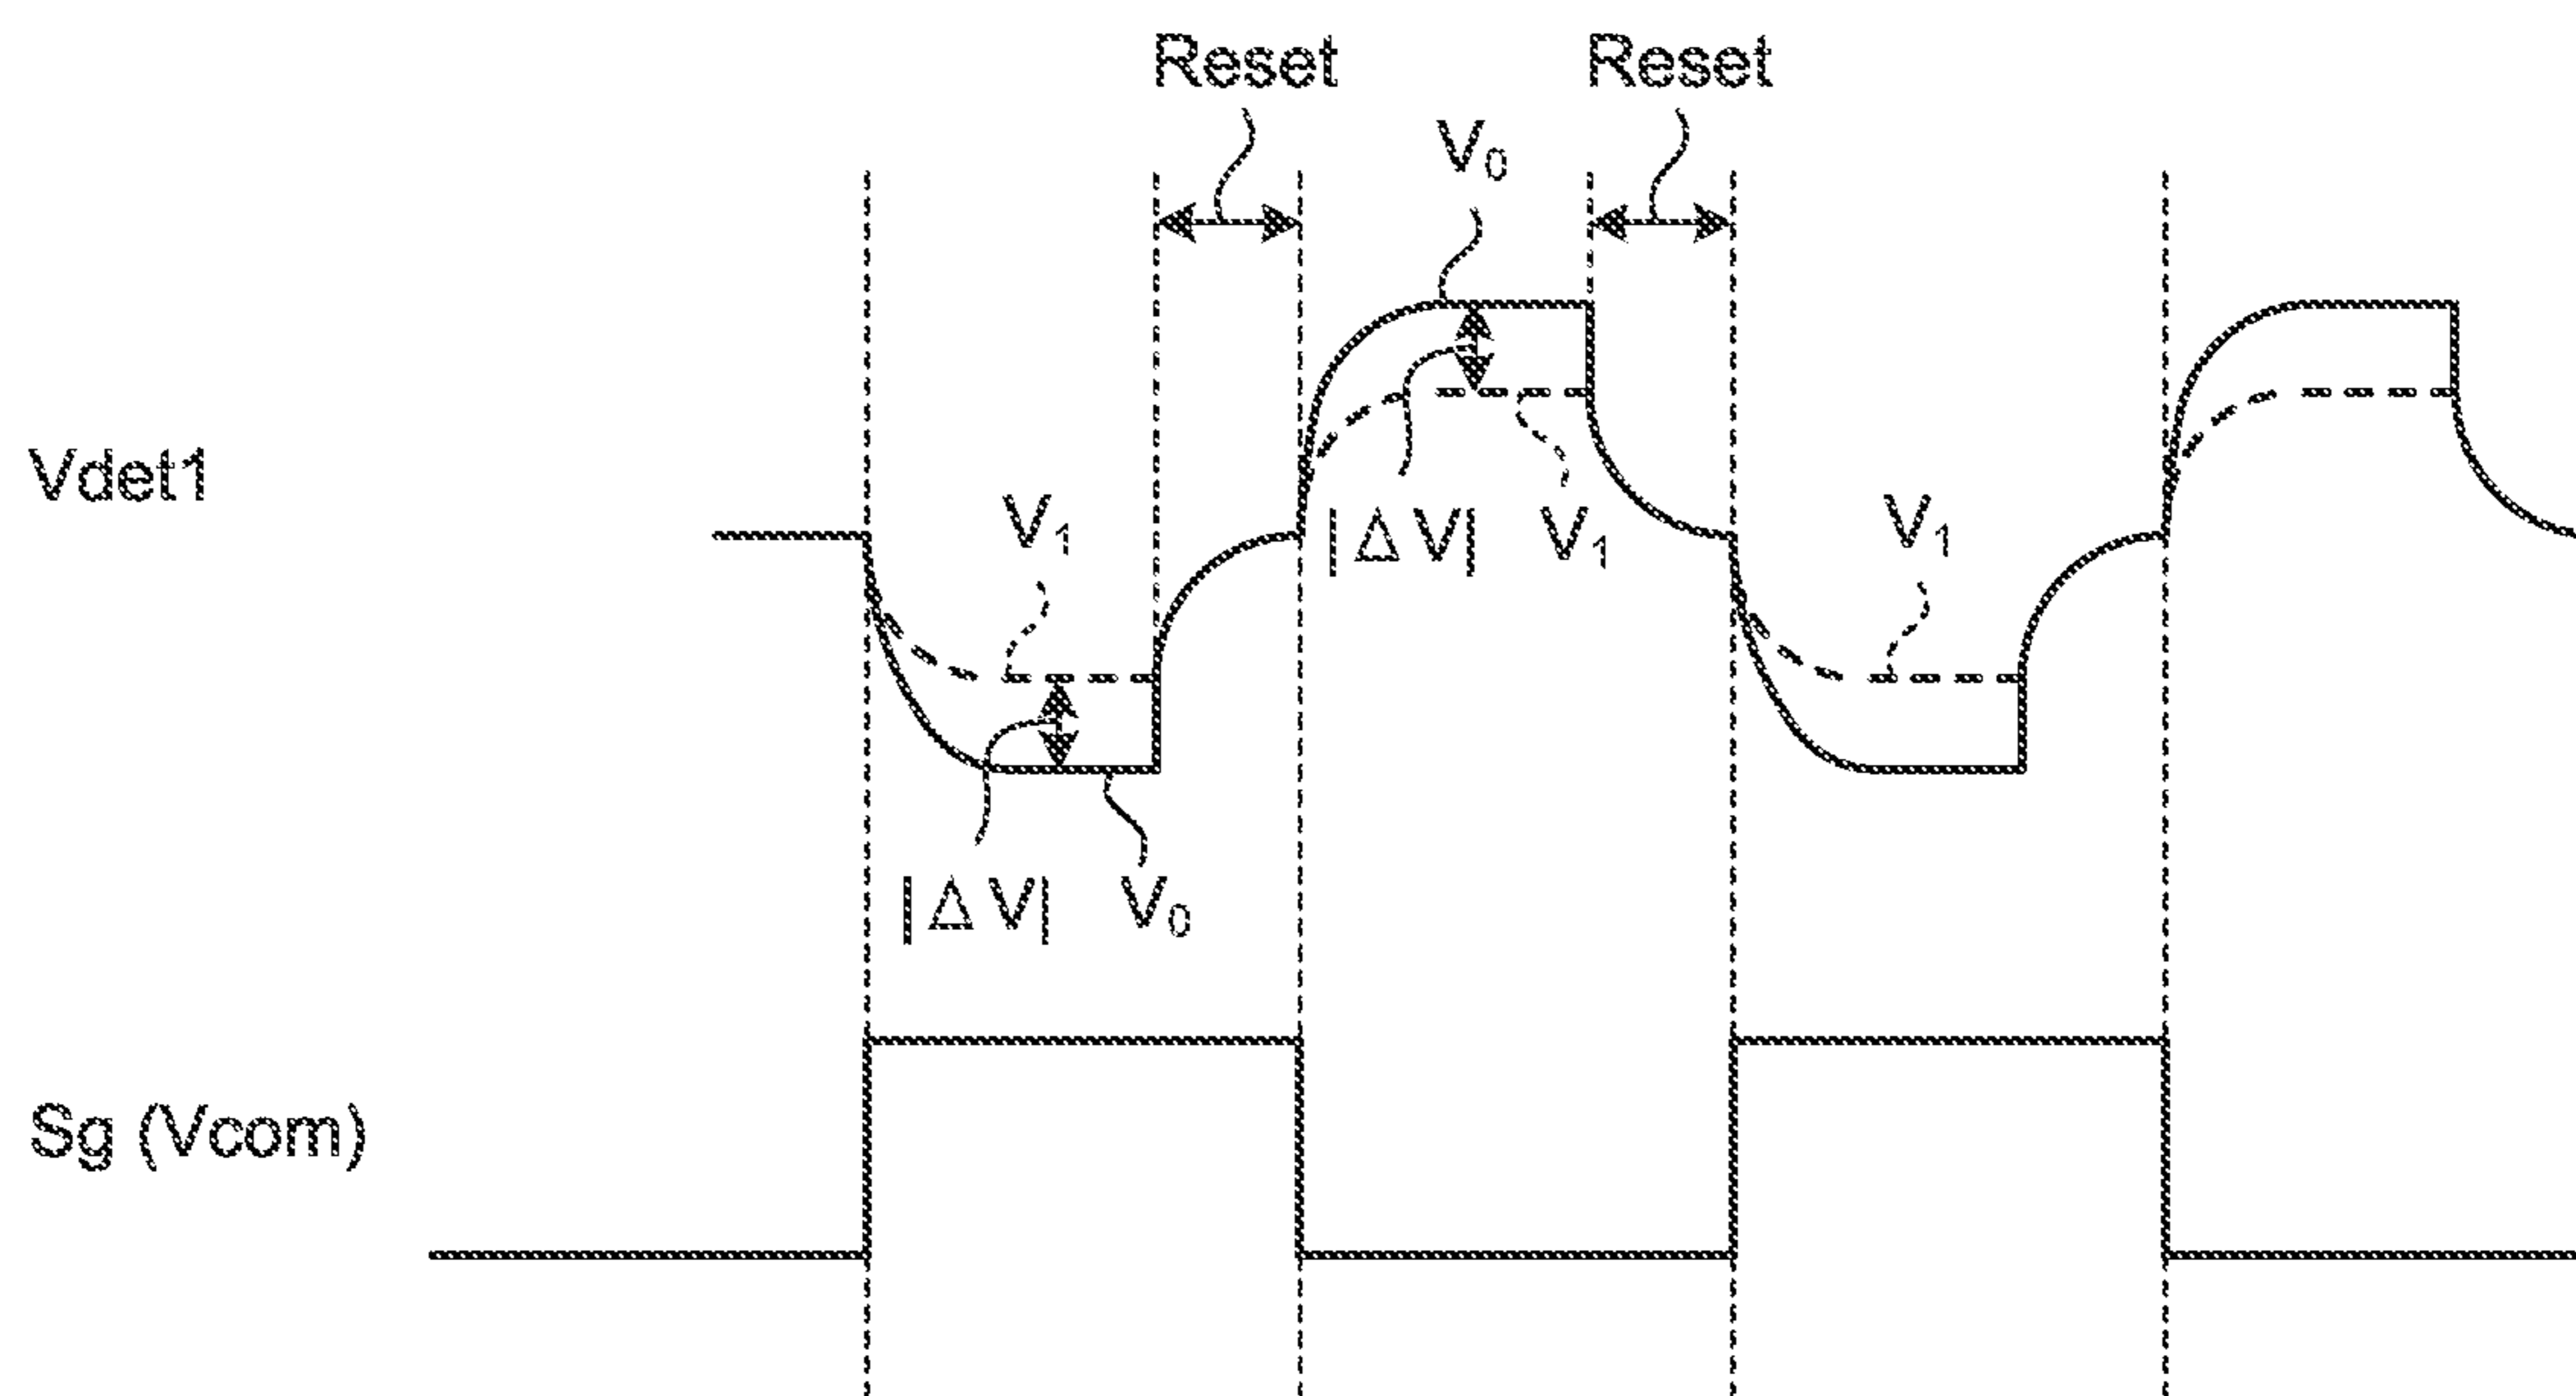 Reset Reset
V₀
Vdet1
V₁ |ΔV| V₁ V₁
|ΔV| V₀
Sg (Vcom)